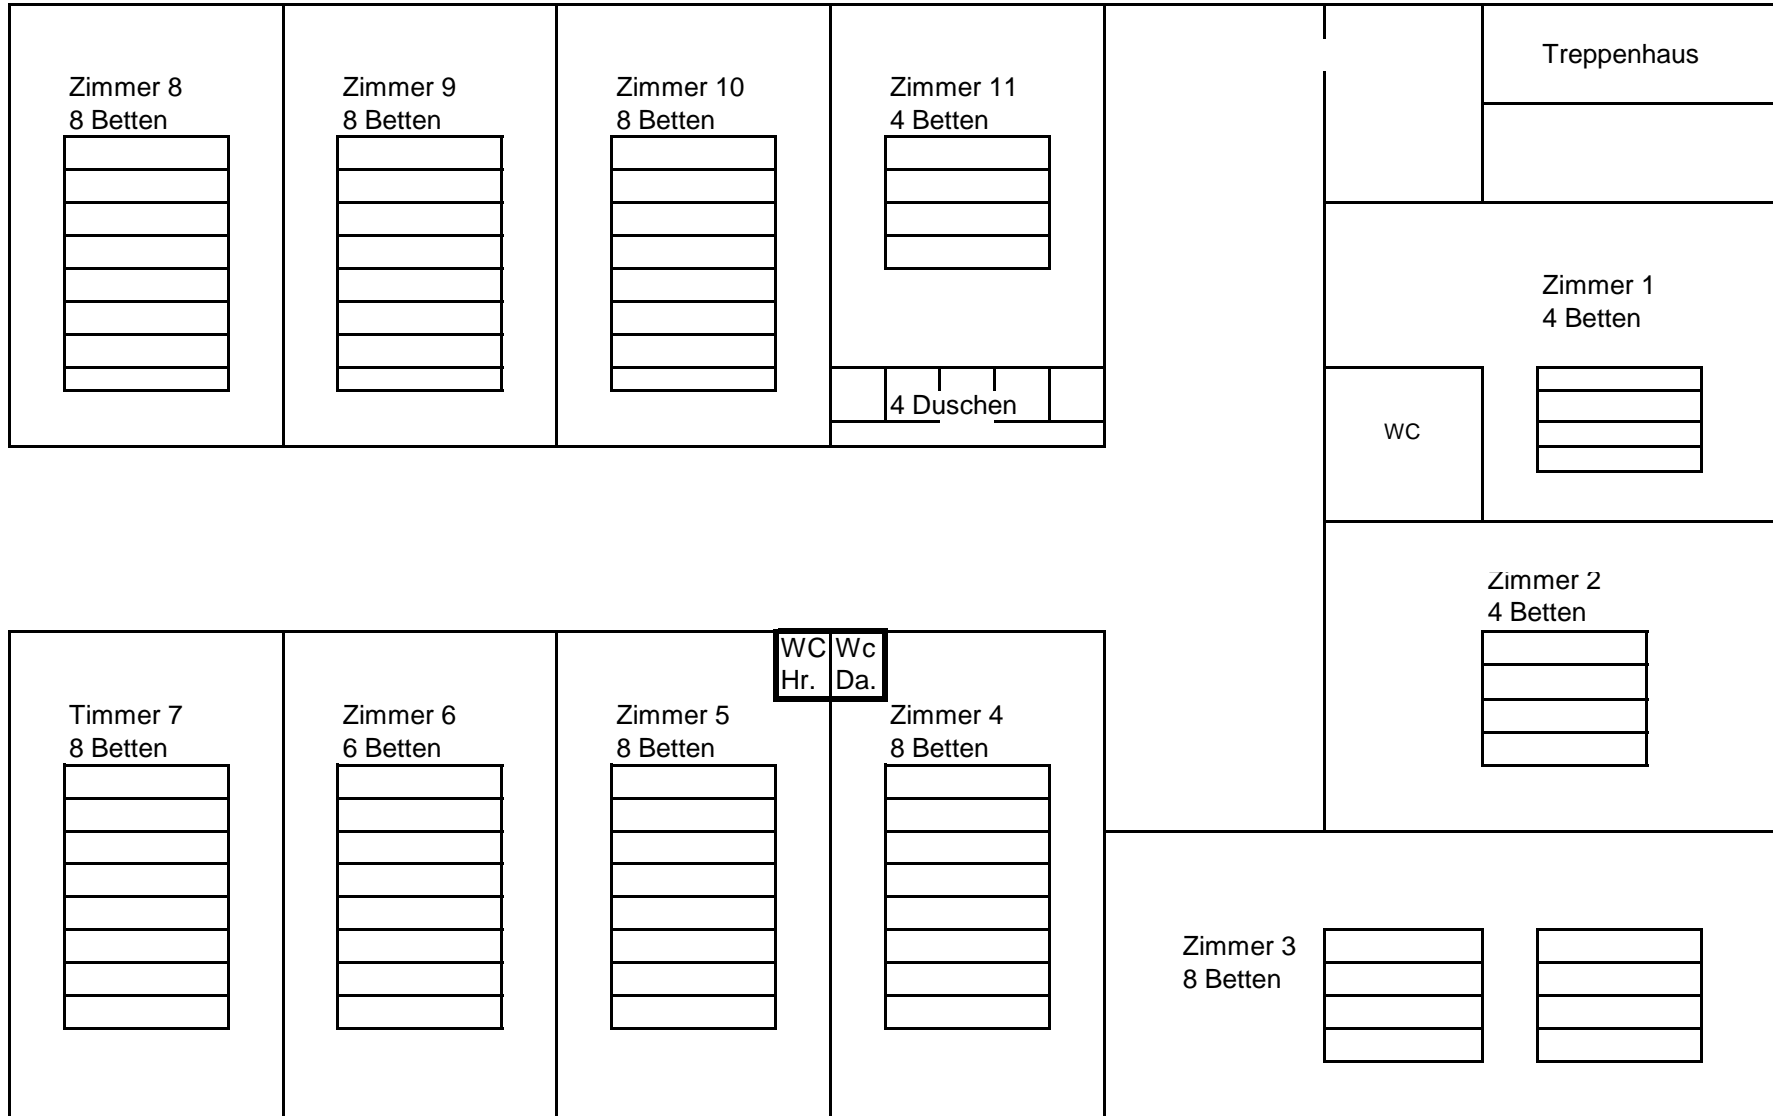 Treppenhaus
Zimmer 8
8 Betten
Zimmer 9
8 Betten
Zimmer 10
8 Betten
Zimmer 11
4 Betten
Zimmer 1
4 Betten
4 Duschen
WC
Zimmer 2
4 Betten
WC
Hr.
Wc
Da.
Timmer 7
8 Betten
Zimmer 6
6 Betten
Zimmer 5
8 Betten
Zimmer 4
8 Betten
Zimmer 3
8 Betten